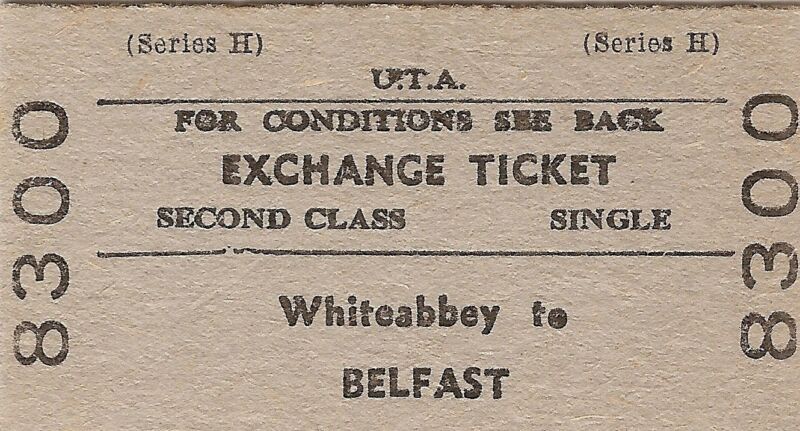 (Series H) (Series H)
U.T.A.
FOR CONDITIONS SEE BACK
EXCHANGE TICKET
SECOND CLASS SINGLE
Whiteabbey to
BELFAST
8300
8300